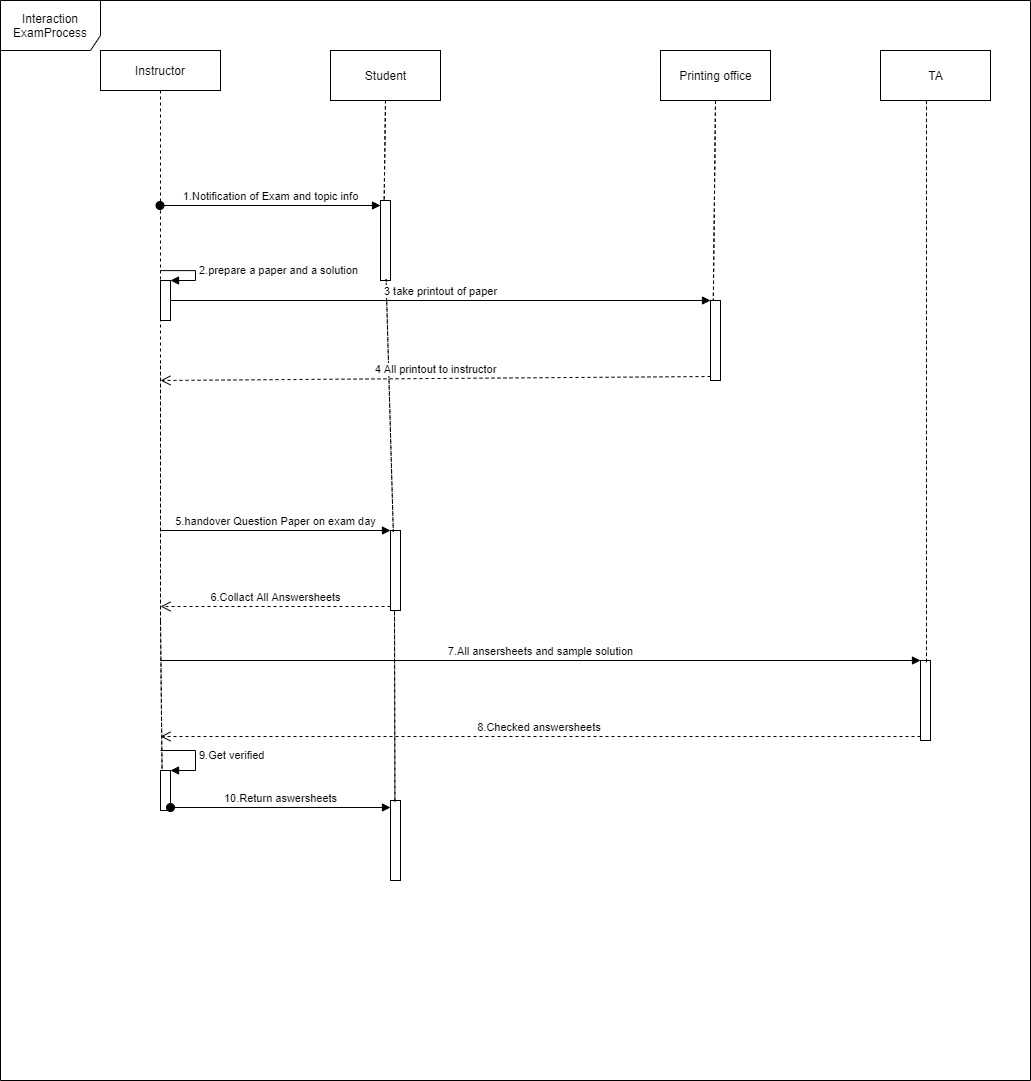 Interaction
ExamProcess
Instructor
Student
Printing office
TA
1.Notification of Exam and topic info
2.prepare a paper and a solution
3 take printout of paper
4 All printout to instructor
5.handover Question Paper on exam day
6.Collact All Answersheets
7.All ansersheets and sample solution
8.Checked answersheets
9.Get verified
10.Return aswersheets